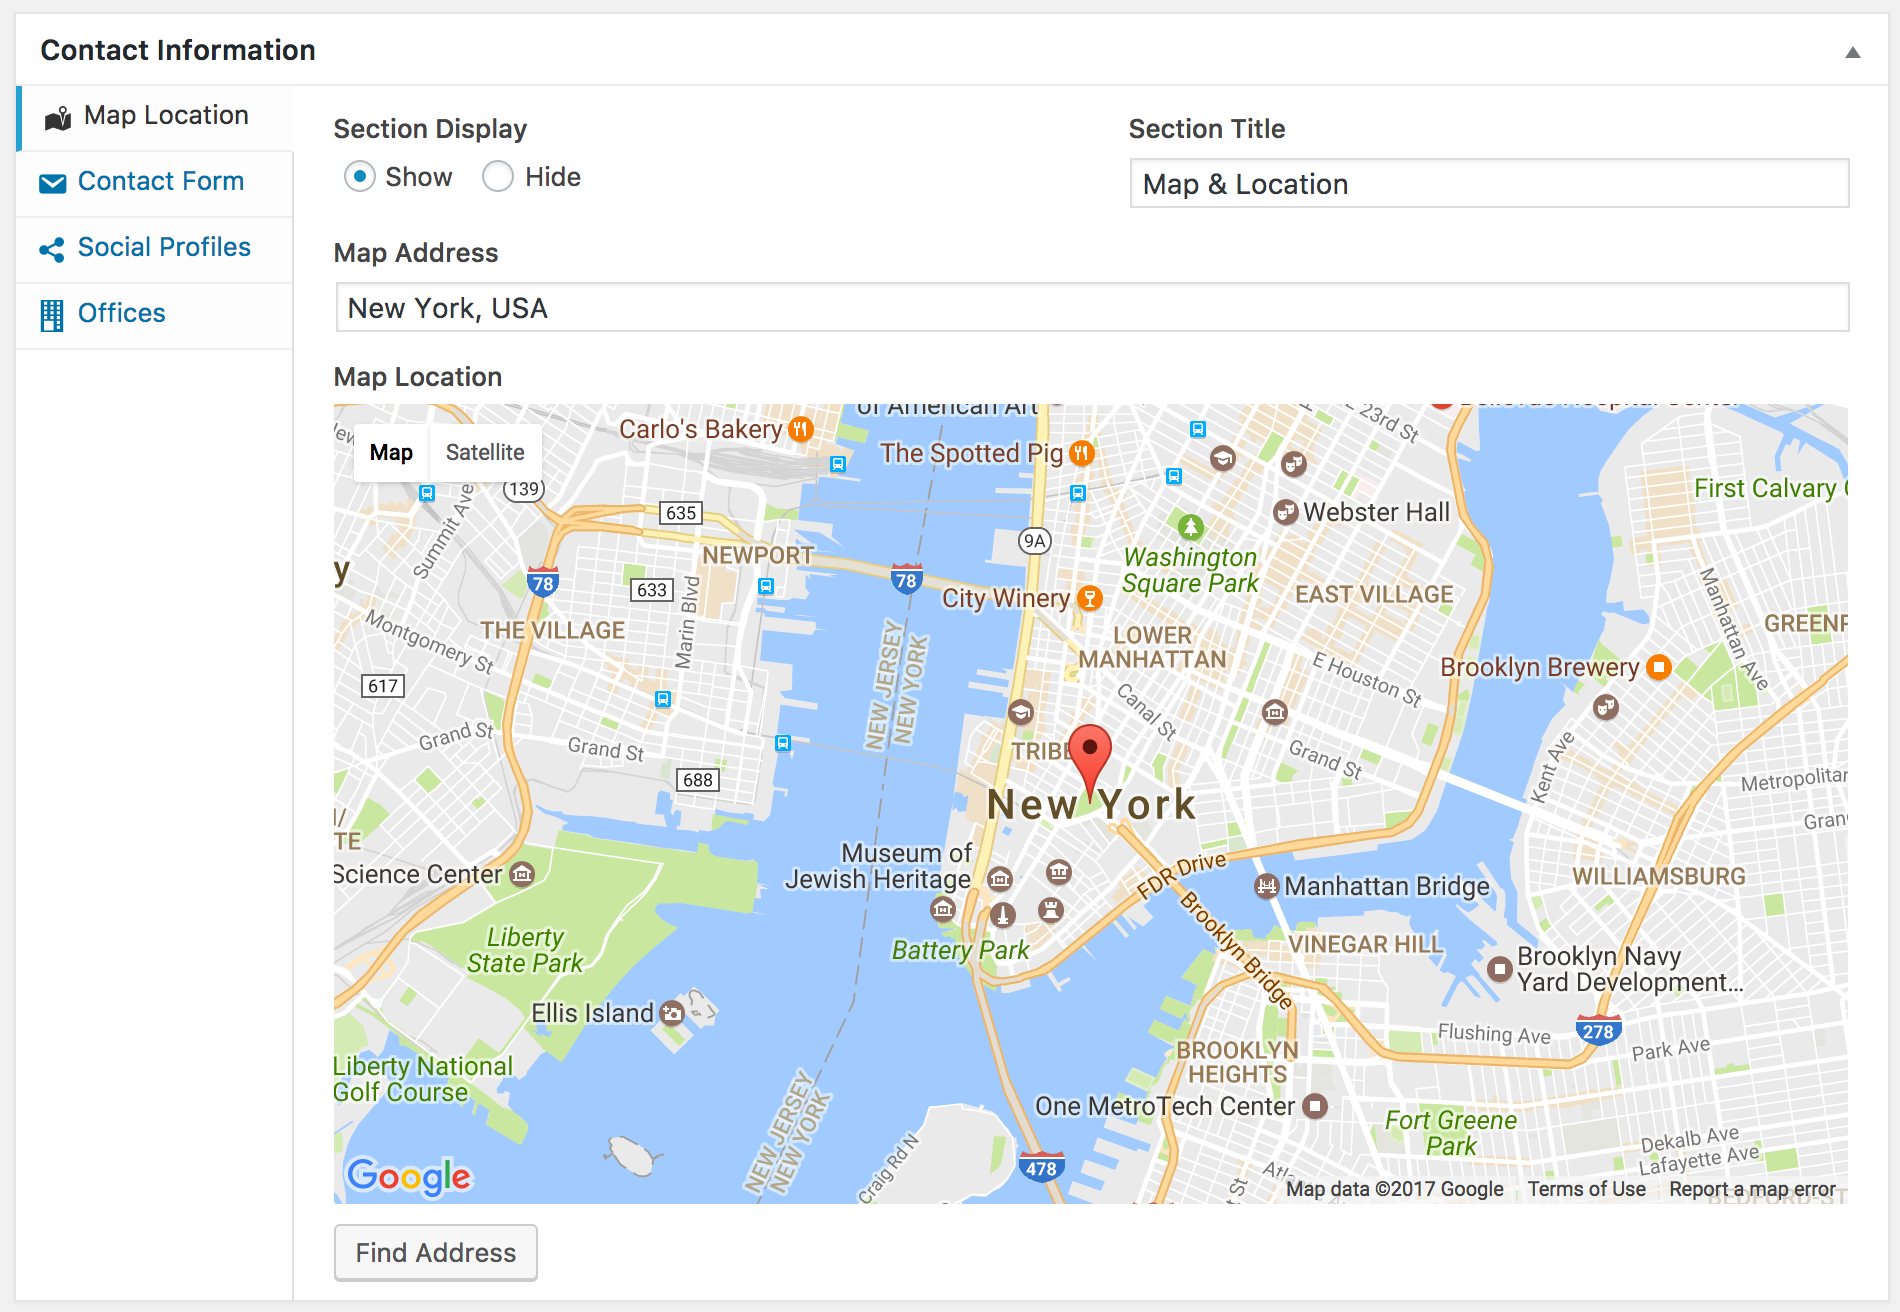 Contact Information
Map Location
Contact Form
Social Profiles
Offices
Section Display
Show
Hide
Section Title
Map & Location
Map Address
New York, USA
Map Location
of American Art
Carlo's Bakery
E 23rd St
Map
Satellite
The Spotted Pig
First Calvary
139
Summit Ave
635
Webster Hall
9A
NEWPORT
Washington
Square Park
78
78
633
City Winery
EAST VILLAGE
Manhattan Ave
THE VILLAGE
Marin Blvd
Montgomery St
LOWER
MANHATTAN
NEW JERSEY
NEW YORK
E Houston St
Brooklyn Brewery
617
Canal St
Grand St
Grand St
TRIBE
Grand St
Kent Ave
688
Metropolitan
New York
Museum of
Jewish Heritage
Science Center
FDR Drive
Manhattan Bridge
WILLIAMSBURG
Liberty
State Park
Battery Park
Brooklyn Bridge
VINEGAR HILL
Brooklyn Navy
Yard Development...
Ellis Island
278
Flushing Ave
Park Ave
BROOKLYN
HEIGHTS
Liberty National
Golf Course
One MetroTech Center
NEW JERSEY
NEW YORK
Fort Greene
Park
Dekalb Ave
Lafayette Ave
Craig Rd N
478
Google
Map data ©2017 Google
Terms of Use
Report a map error
Find Address